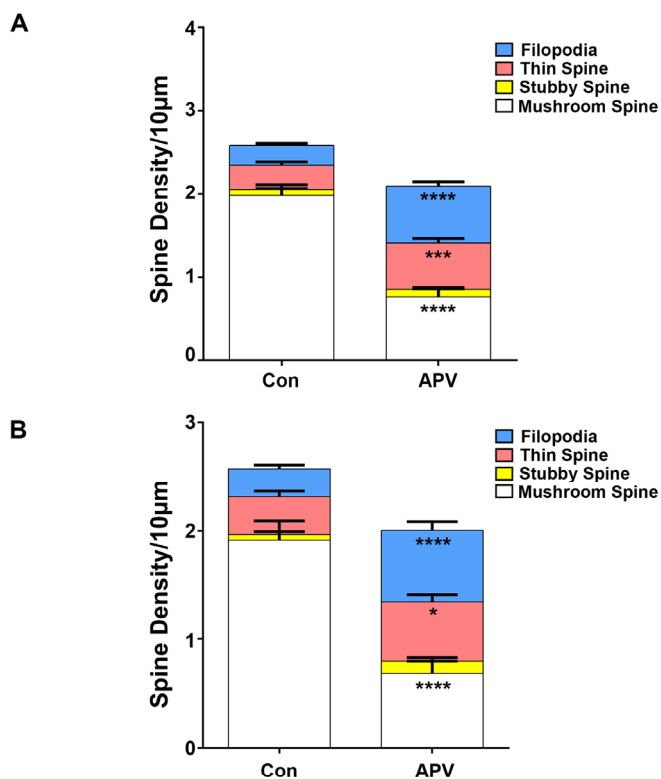 A
Spine Density/10μm
4
3
2
1
0
Filopodia
Thin Spine
Stubby Spine
Mushroom Spine
****
***
****
Con
APV
B
Spine Density/10μm
3
2
1
0
Filopodia
Thin Spine
Stubby Spine
Mushroom Spine
****
*
****
Con
APV